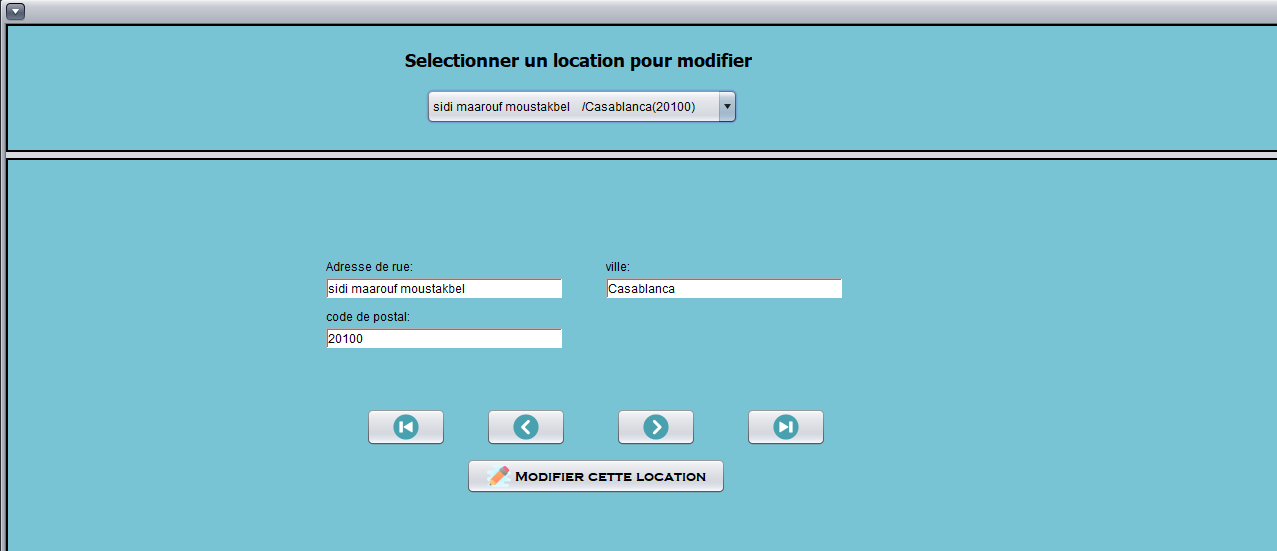 Selectionner un location pour modifier
sidi maarouf moustakbel /Casablanca(20100)
Adresse de rue: ville:
sidi maarouf moustakbel Casablanca
code de postal:
20100
Modifier cette location